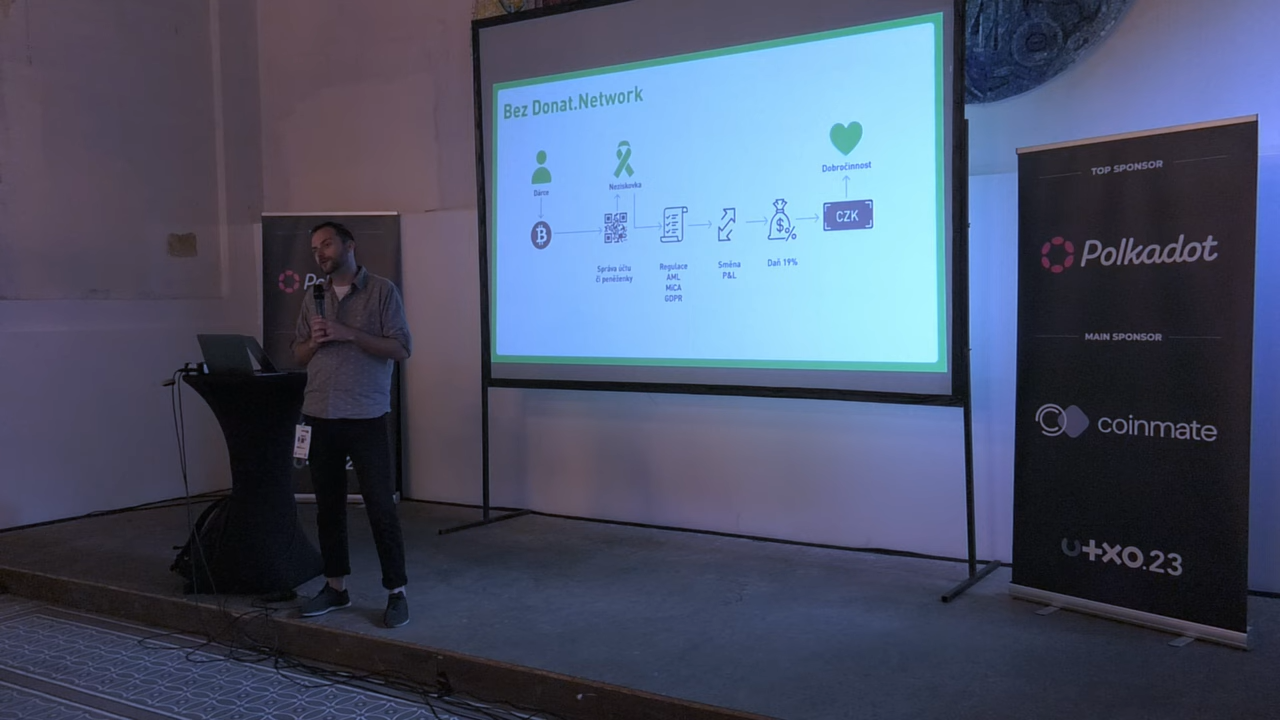 Bez Donat.Network
Dárce
Neziskovka
Dobročinnost
CZK
Správa účtu
či peněženky
Regulace
AML
MiCA
GDPR
Směna
P&L
Daň 19%
TOP SPONSOR
Polkadot
MAIN SPONSOR
coinmate
utxo.23